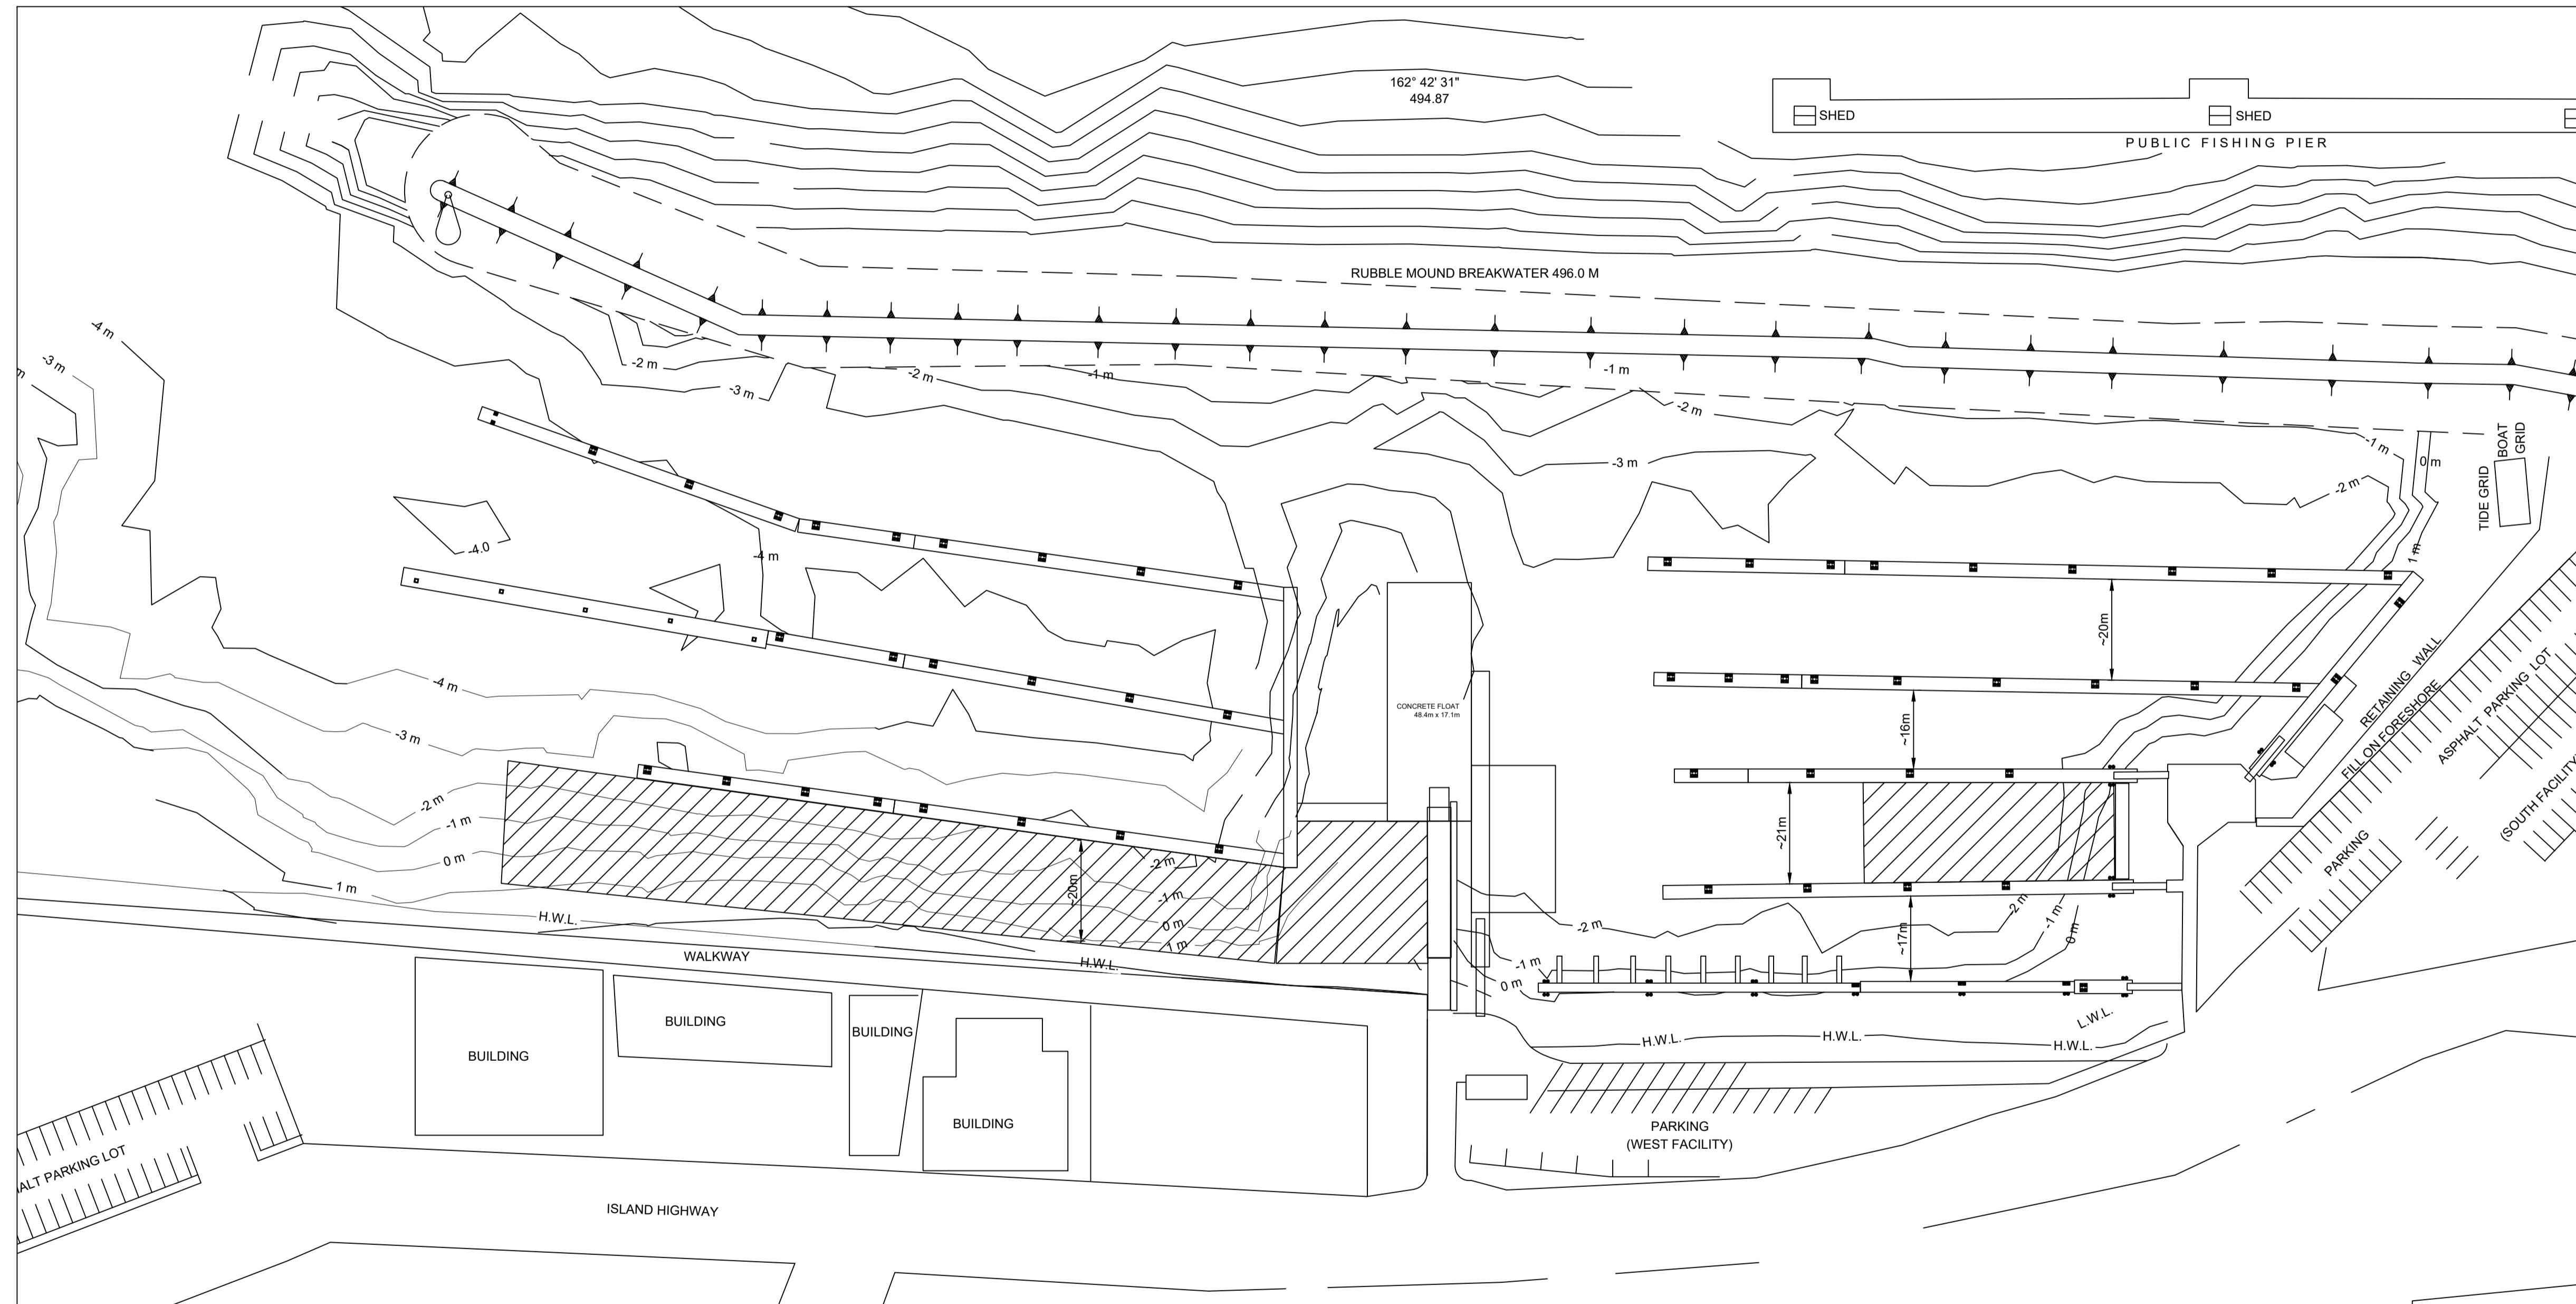 162° 42' 31"
494.87
SHED
SHED
PUBLIC FISHING PIER
RUBBLE MOUND BREAKWATER 496.0 M
-4 m
-3 m
m
-2 m
-3 m
-2 m
-1 m
-1 m
-2 m
-3 m
-1 m
0 m
-2 m
1 m
BOAT
GRID
TIDE GRID
-4.0
-4 m
-4 m
-3 m
-2 m
-1 m
0 m
1 m
CONCRETE FLOAT
48.4m x 17.1m
~20m
~16m
~21m
~17m
RETAINING WALL
FILL ON FORESHORE
ASPHALT PARKING LOT
(SOUTH FACILITY
PARKING
~20m
-2 m
-1 m
0 m
1 m
-2 m
-1 m
0 m
-2 m
-1 m
0 m
H.W.L.
H.W.L.
WALKWAY
L.W.L.
H.W.L.
H.W.L.
H.W.L.
BUILDING
BUILDING
BUILDING
BUILDING
PARKING
(WEST FACILITY)
ALT PARKING LOT
ISLAND HIGHWAY